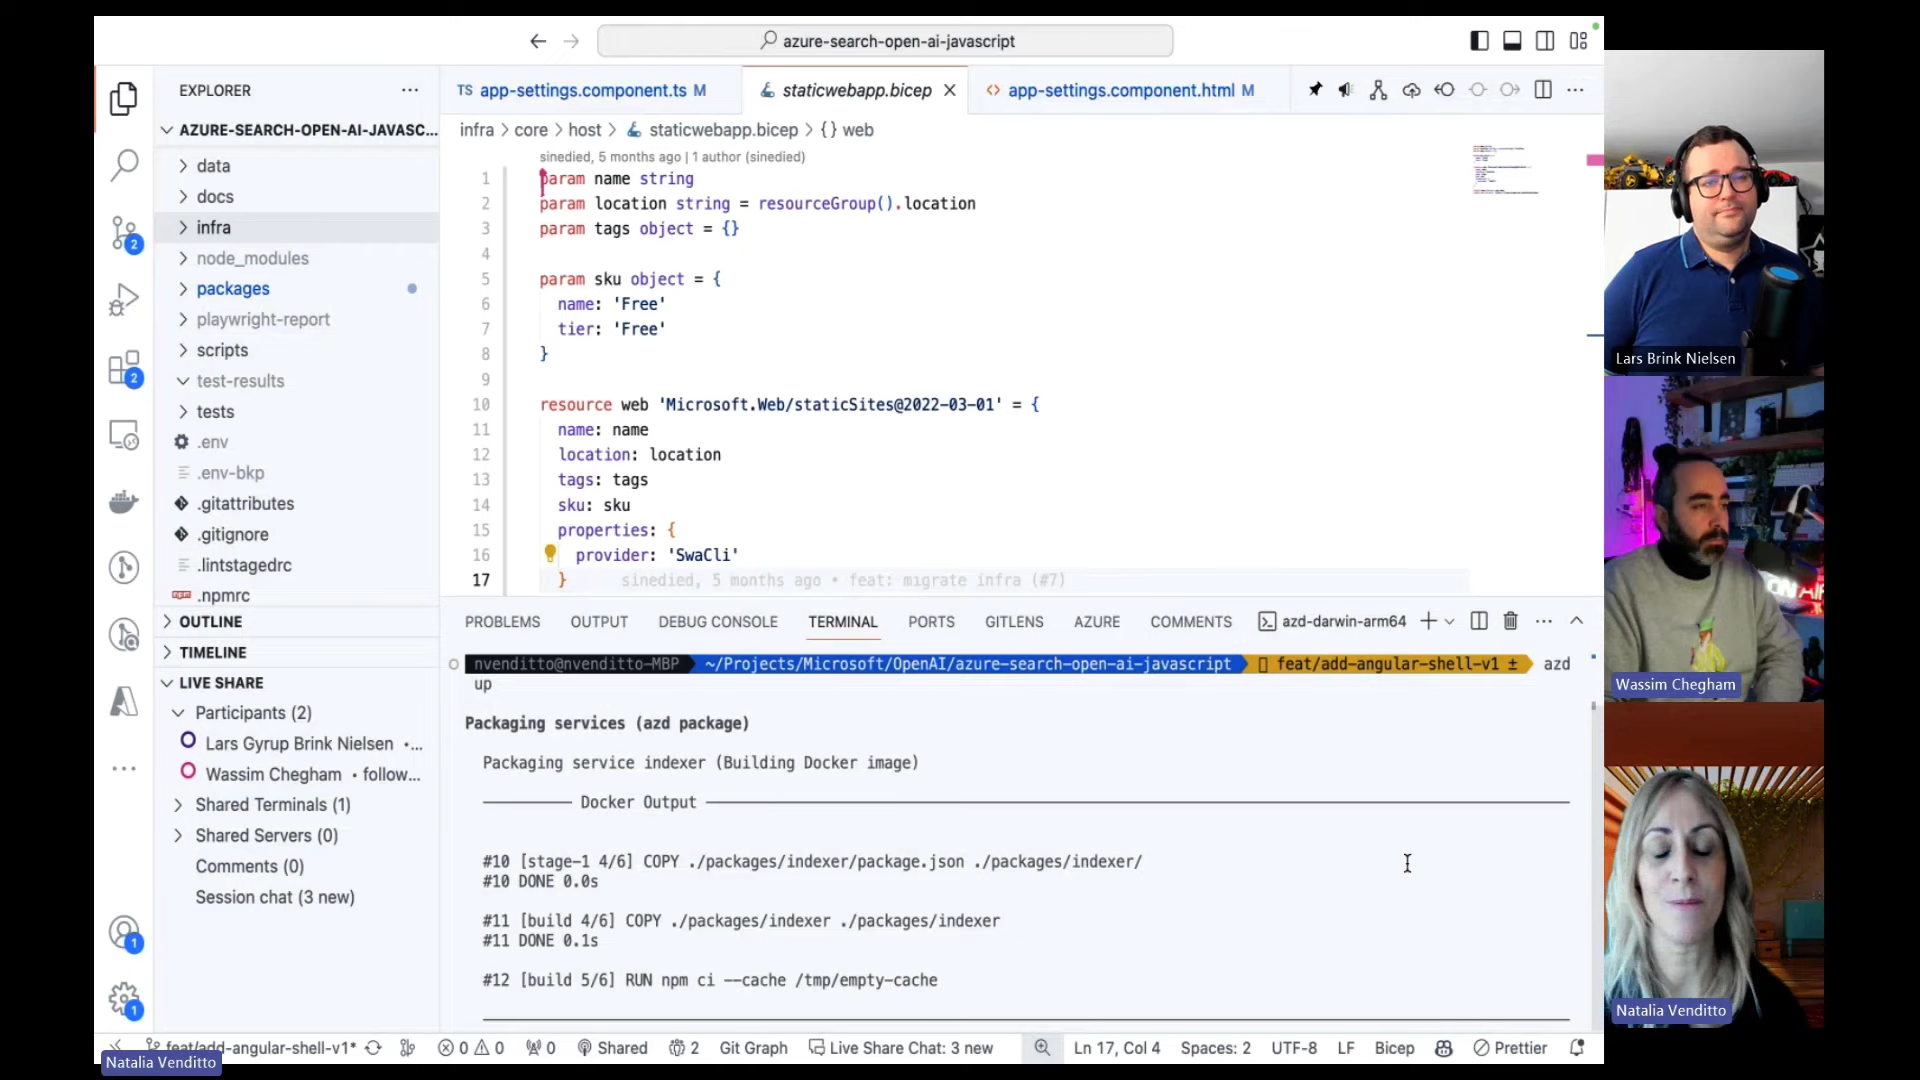 azure-search-open-ai-javascript
EXPLORER
AZURE-SEARCH-OPEN-AI-JAVASC...
data
docs
infra
node_modules
packages
playwright-report
scripts
test-results
tests
.env
.env-bkp
.gitattributes
.gitignore
.lintstagedrc
.npmrc
OUTLINE
TIMELINE
LIVE SHARE
Participants (2)
Lars Gyrup Brink Nielsen •...
Wassim Chegham • follow...
Shared Terminals (1)
Shared Servers (0)
Comments (0)
Session chat (3 new)
2
2
1
1
TS app-settings.component.ts M
staticwebapp.bicep
<> app-settings.component.html M
infra > core > host > staticwebapp.bicep > {} web
sinedied, 5 months ago | 1 author (sinedied)
1 param name string
2 param location string = resourceGroup().location
3 param tags object = {}
4
5 param sku object = {
6 name: 'Free'
7 tier: 'Free'
8 }
9
10 resource web 'Microsoft.Web/staticSites@2022-03-01' = {
11 name: name
12 location: location
13 tags: tags
14 sku: sku
15 properties: {
16 provider: 'SwaCli'
17 } sinedied, 5 months ago • feat: migrate infra (#7)
PROBLEMS OUTPUT DEBUG CONSOLE TERMINAL PORTS GITLENS AZURE COMMENTS azd-darwin-arm64
nvenditto@nvenditto-MBP ~/Projects/Microsoft/OpenAI/azure-search-open-ai-javascript feat/add-angular-shell-v1 ± azd
up
Packaging services (azd package)
Packaging service indexer (Building Docker image)
Docker Output
#10 [stage-1 4/6] COPY ./packages/indexer/package.json ./packages/indexer/
#10 DONE 0.0s
#11 [build 4/6] COPY ./packages/indexer ./packages/indexer
#11 DONE 0.1s
#12 [build 5/6] RUN npm ci --cache /tmp/empty-cache
feat/add-angular-shell-v1* 0 0 0 Shared 2 Git Graph Live Share Chat: 3 new Ln 17, Col 4 Spaces: 2 UTF-8 LF Bicep Prettier
Natalia Venditto
Lars Brink Nielsen
Wassim Chegham
Natalia Venditto